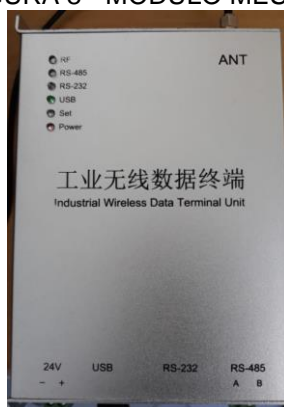 ANT
RF
RS-485
RS-232
USB
Set
Power
工业无线数据终端
Industrial Wireless Data Terminal Unit
24V USB RS-232 RS-485
- + A B